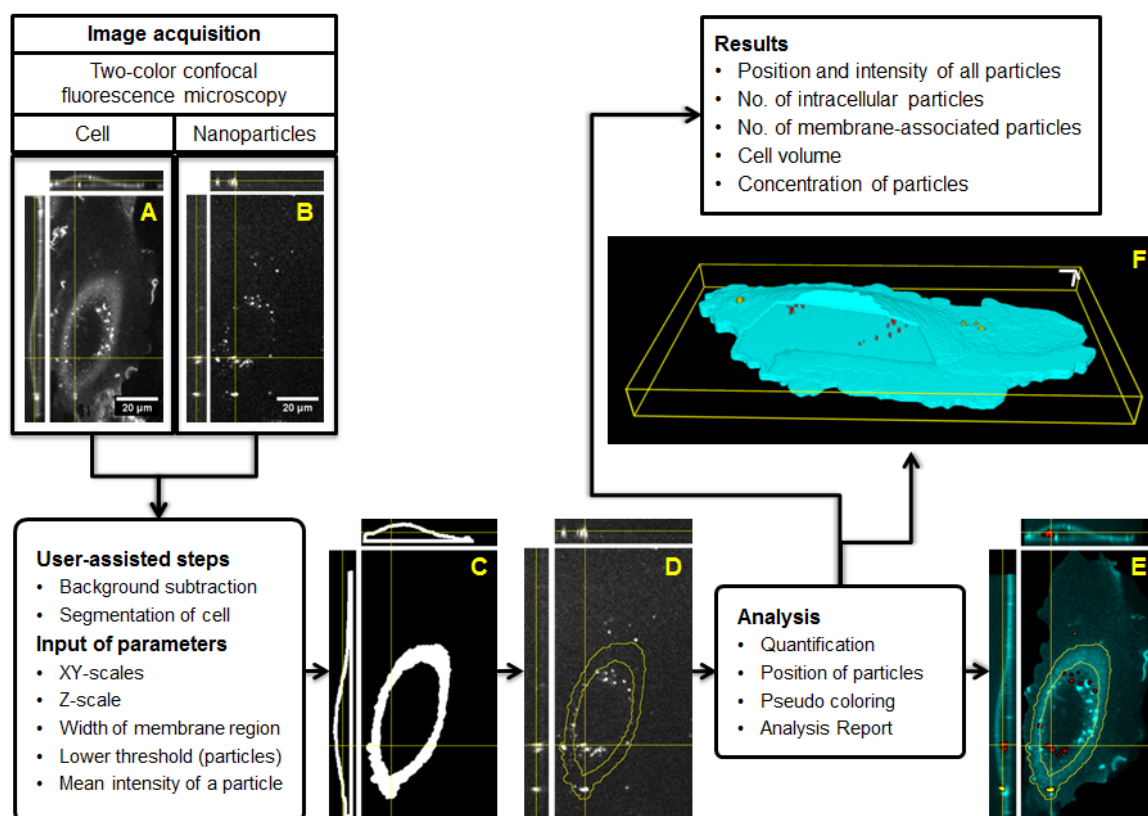 Image acquisition
Two-color confocal
fluorescence microscopy
Cell
Nanoparticles
A
B
20 µm
20 µm
Results
• Position and intensity of all particles
• No. of intracellular particles
• No. of membrane-associated particles
• Cell volume
• Concentration of particles
F
User-assisted steps
• Background subtraction
• Segmentation of cell
Input of parameters
• XY-scales
• Z-scale
• Width of membrane region
• Lower threshold (particles)
• Mean intensity of a particle
C
D
Analysis
• Quantification
• Position of particles
• Pseudo coloring
• Analysis Report
E